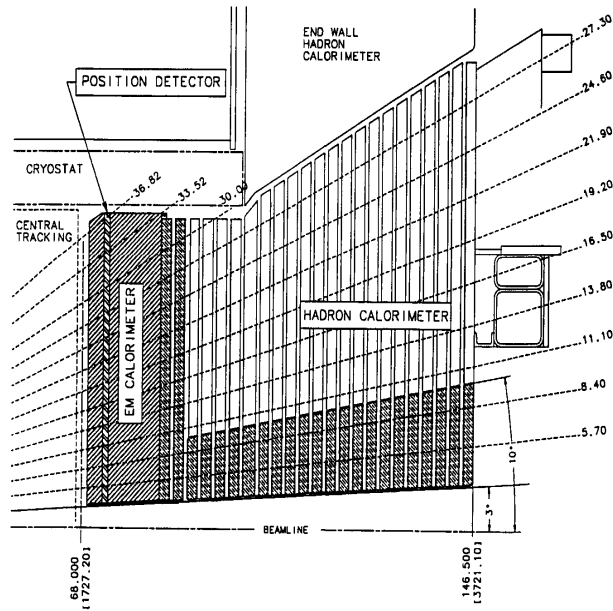 END WALL
HADRON
CALORIMETER
POSITION DETECTOR
CRYOSTAT
CENTRAL
TRACKING
EM CALORIMETER
HADRON CALORIMETER
36.82
33.52
30.00
27.30
24.60
21.90
19.20
16.50
13.80
11.10
8.40
5.70
10°
3°
BEAMLINE
68.000
[1727.20]
146.500
[3721.10]